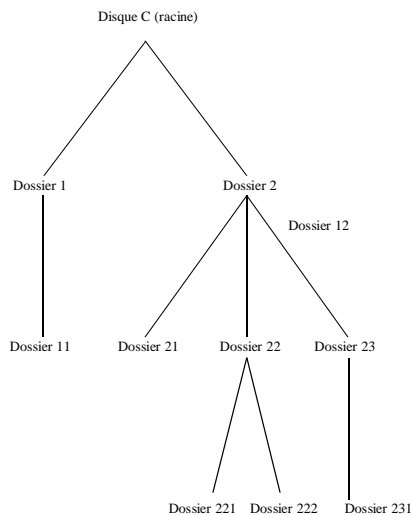 Disque C (racine)
Dossier 1
Dossier 2
Dossier 12
Dossier 11
Dossier 21
Dossier 22
Dossier 23
Dossier 221
Dossier 222
Dossier 231